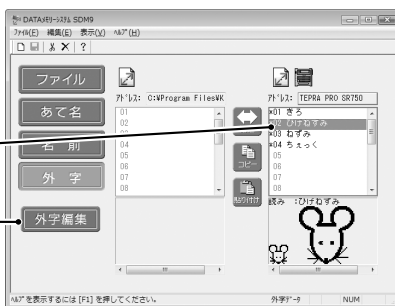 DATAﾒﾓﾘｰｼｽﾃﾑ SDM9
ﾌｧｲﾙ(F) 編集(E) 表示(V) ﾍﾙﾌﾟ(H)
?
ファイル
あて名
名 前
外 字
外字編集
ｱﾄﾞﾚｽ: C:¥Program Files¥K
01
02
03
04
05
06
07
08
コピー
貼り付け
ｱﾄﾞﾚｽ: TEPRA PRO SR750
*01 きろ
*02 ひげねずみ
*03 ねずみ
*04 ちぇっく
05
06
07
08
読み :ひげねずみ
ﾍﾙﾌﾟを表示するには [F1] を押してください。
外字ﾃﾞｰﾀ
NUM